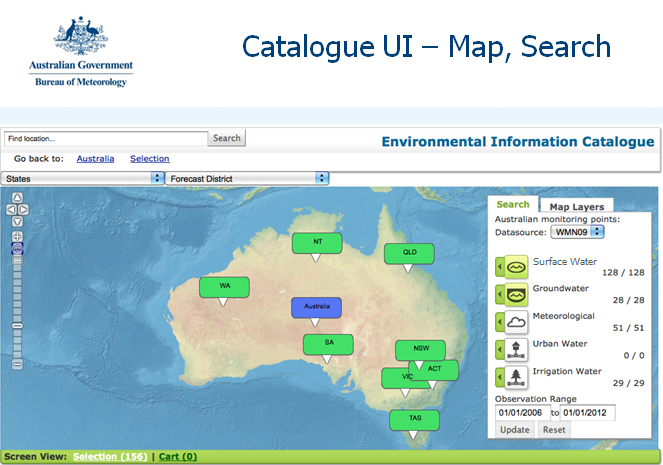 Australian Government
Bureau of Meteorology
Catalogue UI – Map, Search
Find location...
Search
Environmental Information Catalogue
Go back to: Australia Selection
States
Forecast District
Search
Map Layers
Australian monitoring points:
Datasource: WMN09
Surface Water
128 / 128
Groundwater
28 / 28
Meteorological
51 / 51
Urban Water
0 / 0
Irrigation Water
29 / 29
Observation Range
01/01/2006 to 01/01/2012
Update Reset
NT
QLD
WA
Australia
SA
NSW
ACT
VIC
TAS
Screen View: Selection (156) | Cart (0)